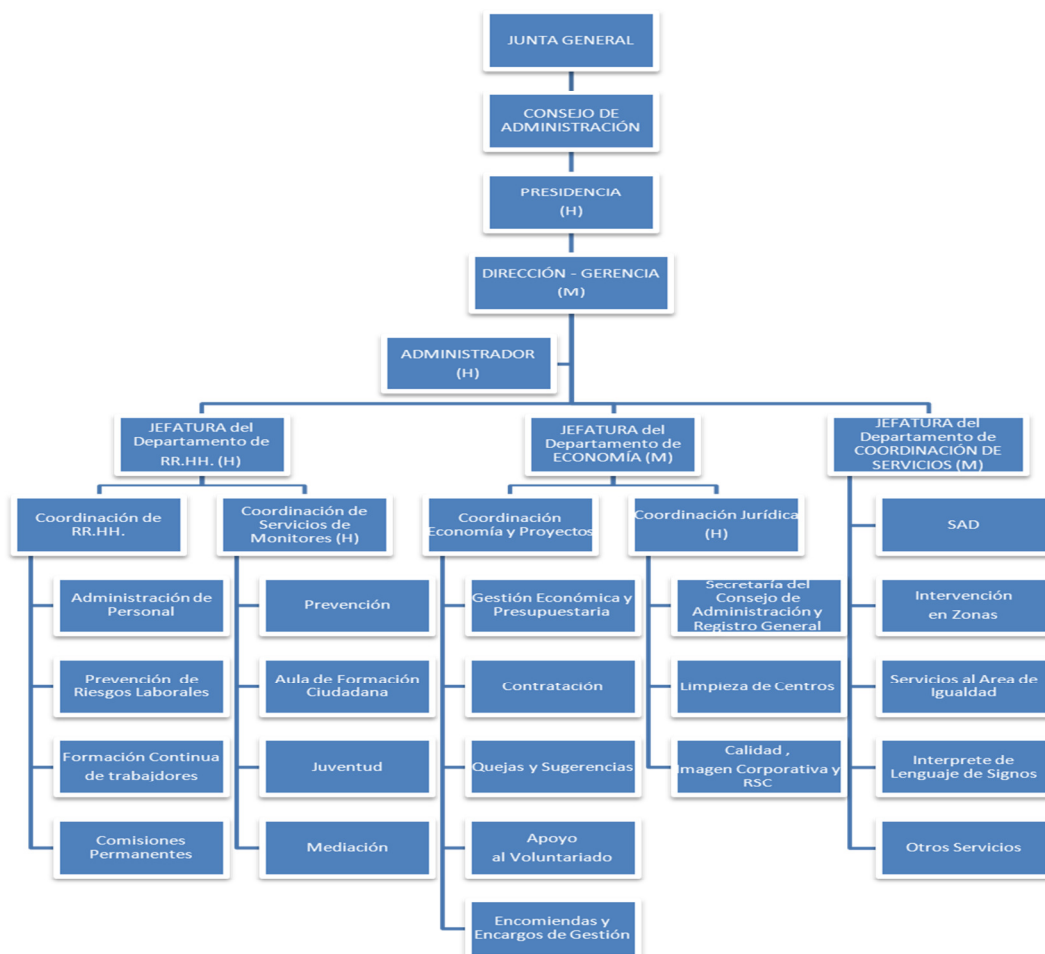 JUNTA GENERAL
CONSEJO DE
ADMINISTRACIÓN
PRESIDENCIA
(H)
DIRECCIÓN - GERENCIA
(M)
ADMINISTRADOR
(H)
JEFATURA del
Departamento de
RR.HH. (H)
JEFATURA del
Departamento de
ECONOMÍA (M)
JEFATURA del
Departamento de
COORDINACIÓN DE
SERVICIOS (M)
Coordinación de
RR.HH.
Coordinación de
Servicios de
Monitores (H)
Coordinación
Economía y Proyectos
Coordinación Jurídica
(H)
SAD
Administración de
Personal
Prevención
Gestión Económica y
Presupuestaria
Secretaría del
Consejo de
Administración y
Registro General
Intervención
en Zonas
Prevención de
Riesgos Laborales
Aula de Formación
Ciudadana
Contratación
Limpieza de Centros
Servicios al Area de
Igualdad
Formación Continua
de trabajdores
Juventud
Quejas y Sugerencias
Calidad ,
Imagen Corporativa y
RSC
Interprete de
Lenguaje de Signos
Comisiones
Permanentes
Mediación
Apoyo
al Voluntariado
Otros Servicios
Encomiendas y
Encargos de Gestión